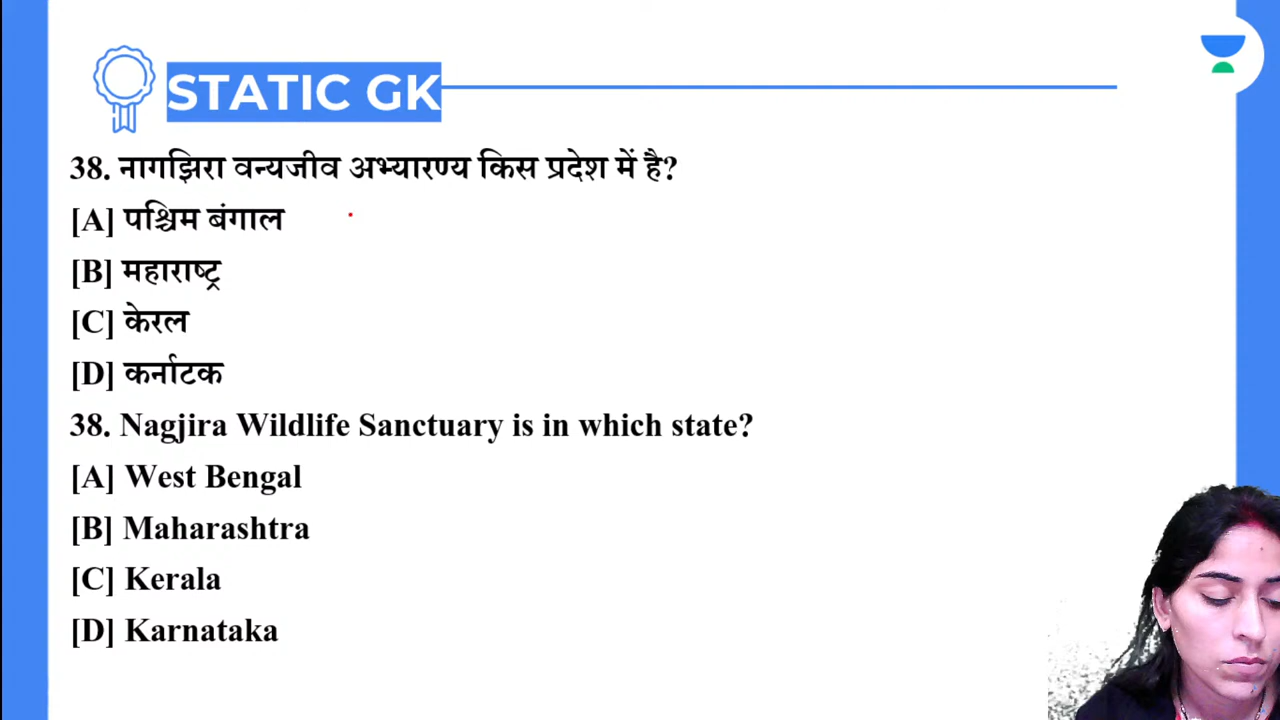 STATIC GK
38. नागझिरा वन्यजीव अभ्यारण्य किस प्रदेश में है?
[A] पश्चिम बंगाल
[B] महाराष्ट्र
[C] केरल
[D] कर्नाटक
38. Nagjira Wildlife Sanctuary is in which state?
[A] West Bengal
[B] Maharashtra
[C] Kerala
[D] Karnataka